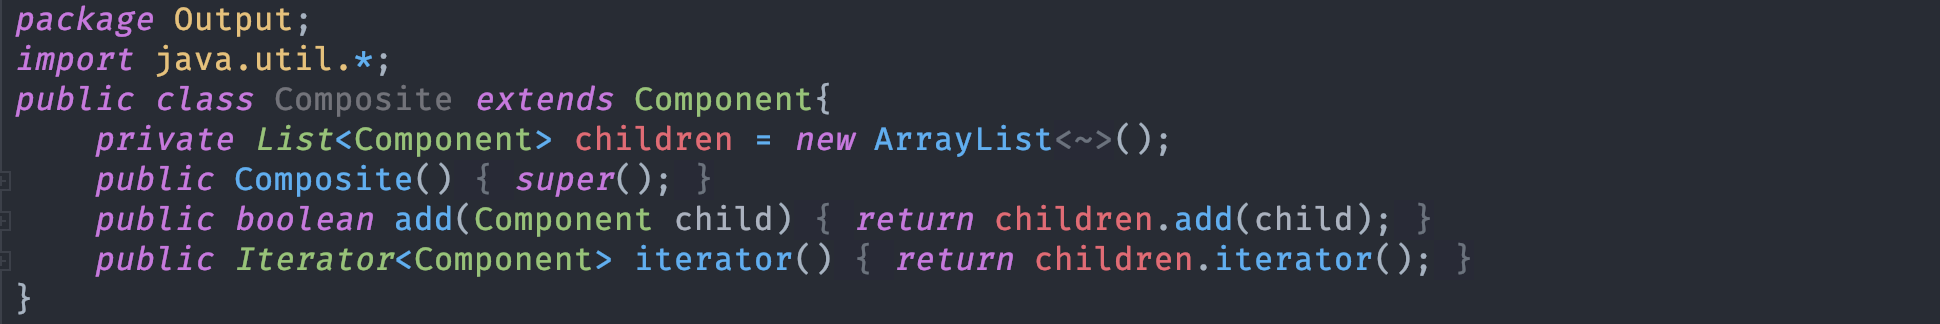 package Output;
import java.util.*;
public class Composite extends Component{
    private List<Component> children = new ArrayList<~>();
    public Composite() { super(); }
    public boolean add(Component child) { return children.add(child); }
    public Iterator<Component> iterator() { return children.iterator(); }
}